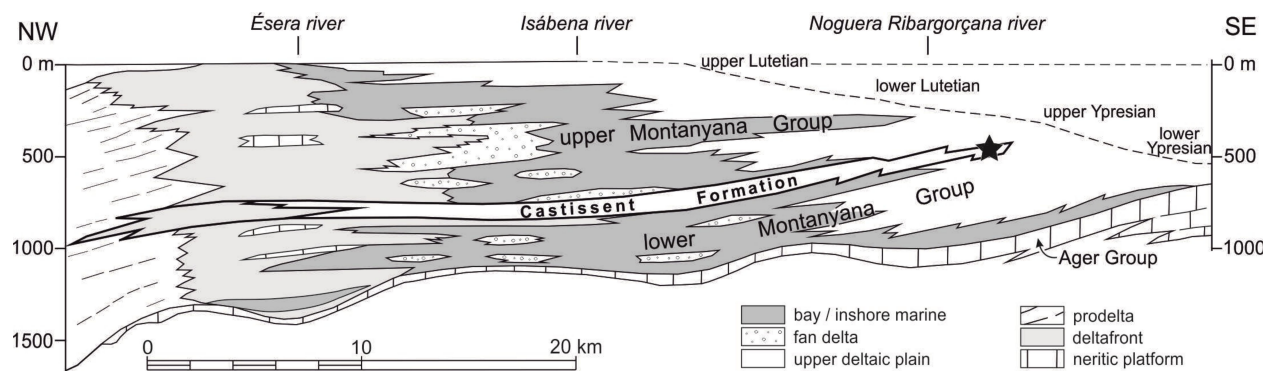 Ésera river
Isábena river
Noguera Ribargorçana river
NW
SE
0 m
0 m
upper Lutetian
lower Lutetian
upper Ypresian
lower
Ypresian
upper Montanyana Group
500
500
Castissent Formation
lower Montanyana Group
1000
1000
Ager Group
1500
0
10
20 km
bay / inshore marine
fan delta
upper deltaic plain
prodelta
deltafront
neritic platform